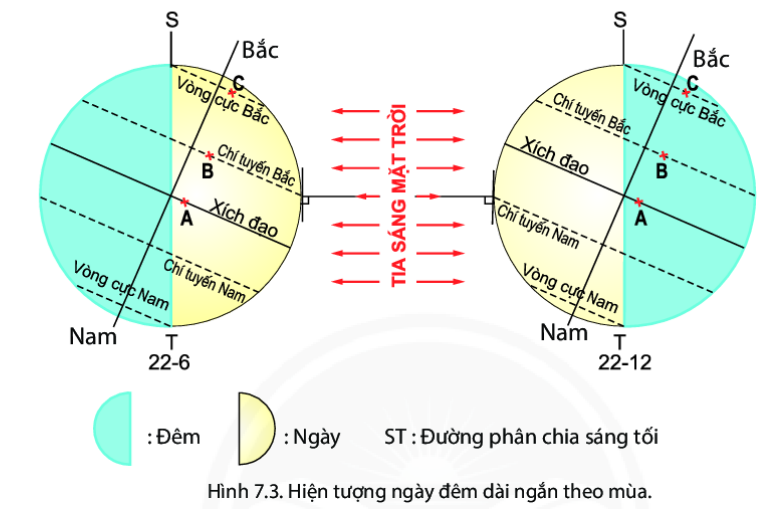 S
Bắc
C
Vòng cực Bắc
Chí tuyến Bắc
B
A
Xích đạo
Chí tuyến Nam
Vòng cực Nam
Nam
T
22-6
TIA SÁNG MẶT TRỜI
S
Bắc
C
Vòng cực Bắc
Chí tuyến Bắc
B
Xích đạo
A
Chí tuyến Nam
Vòng cực Nam
Nam
T
22-12
: Đêm
: Ngày
ST : Đường phân chia sáng tối
Hình 7.3. Hiện tượng ngày đêm dài ngắn theo mùa.